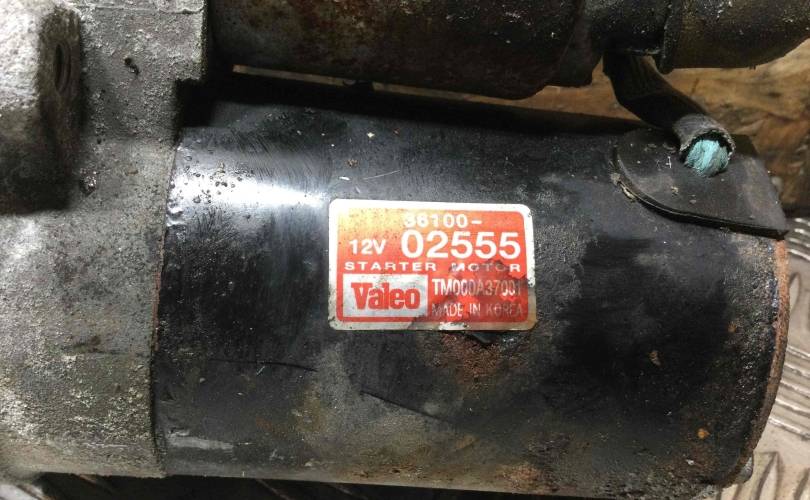 36100-
12V 02555
STARTER MOTOR
Valeo TM000A37001
MADE IN KOREA